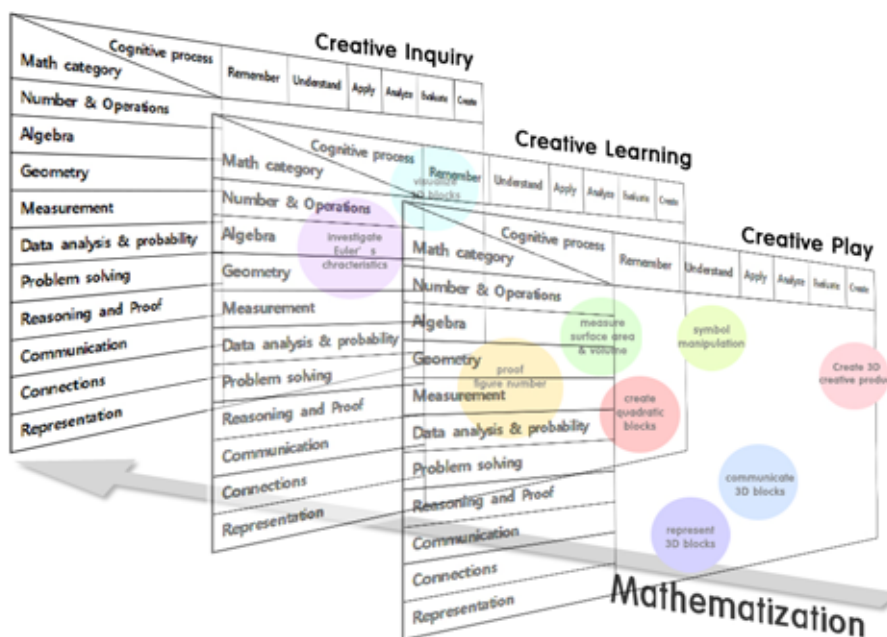 Creative Inquiry
Cognitive process
Math category
Remember
Understand
Apply
Analyze
Evaluate
Create
Number & Operations
Algebra
Geometry
Measurement
Data analysis & probability
Problem solving
Reasoning and Proof
Communication
Connections
Representation
Creative Learning
Cognitive process
Math category
Remember
Understand
Apply
Analyze
Evaluate
Create
Number & Operations
Algebra
Geometry
Measurement
Data analysis & probability
Problem solving
Reasoning and Proof
Communication
Connections
Representation
Creative Play
Cognitive process
Math category
Remember
Understand
Apply
Analyze
Evaluate
Create
Number & Operations
Algebra
Geometry
Measurement
Data analysis & probability
Problem solving
Reasoning and Proof
Communication
Connections
Representation
visualize
3D blocks
investigate
Euler' s
chracteristics
proof
figure number
measure
surface area
& volume
create
quadratic
blocks
symbol
manipulation
Create 3D
creative produc
communicate
3D blocks
represent
3D blocks
Mathematization